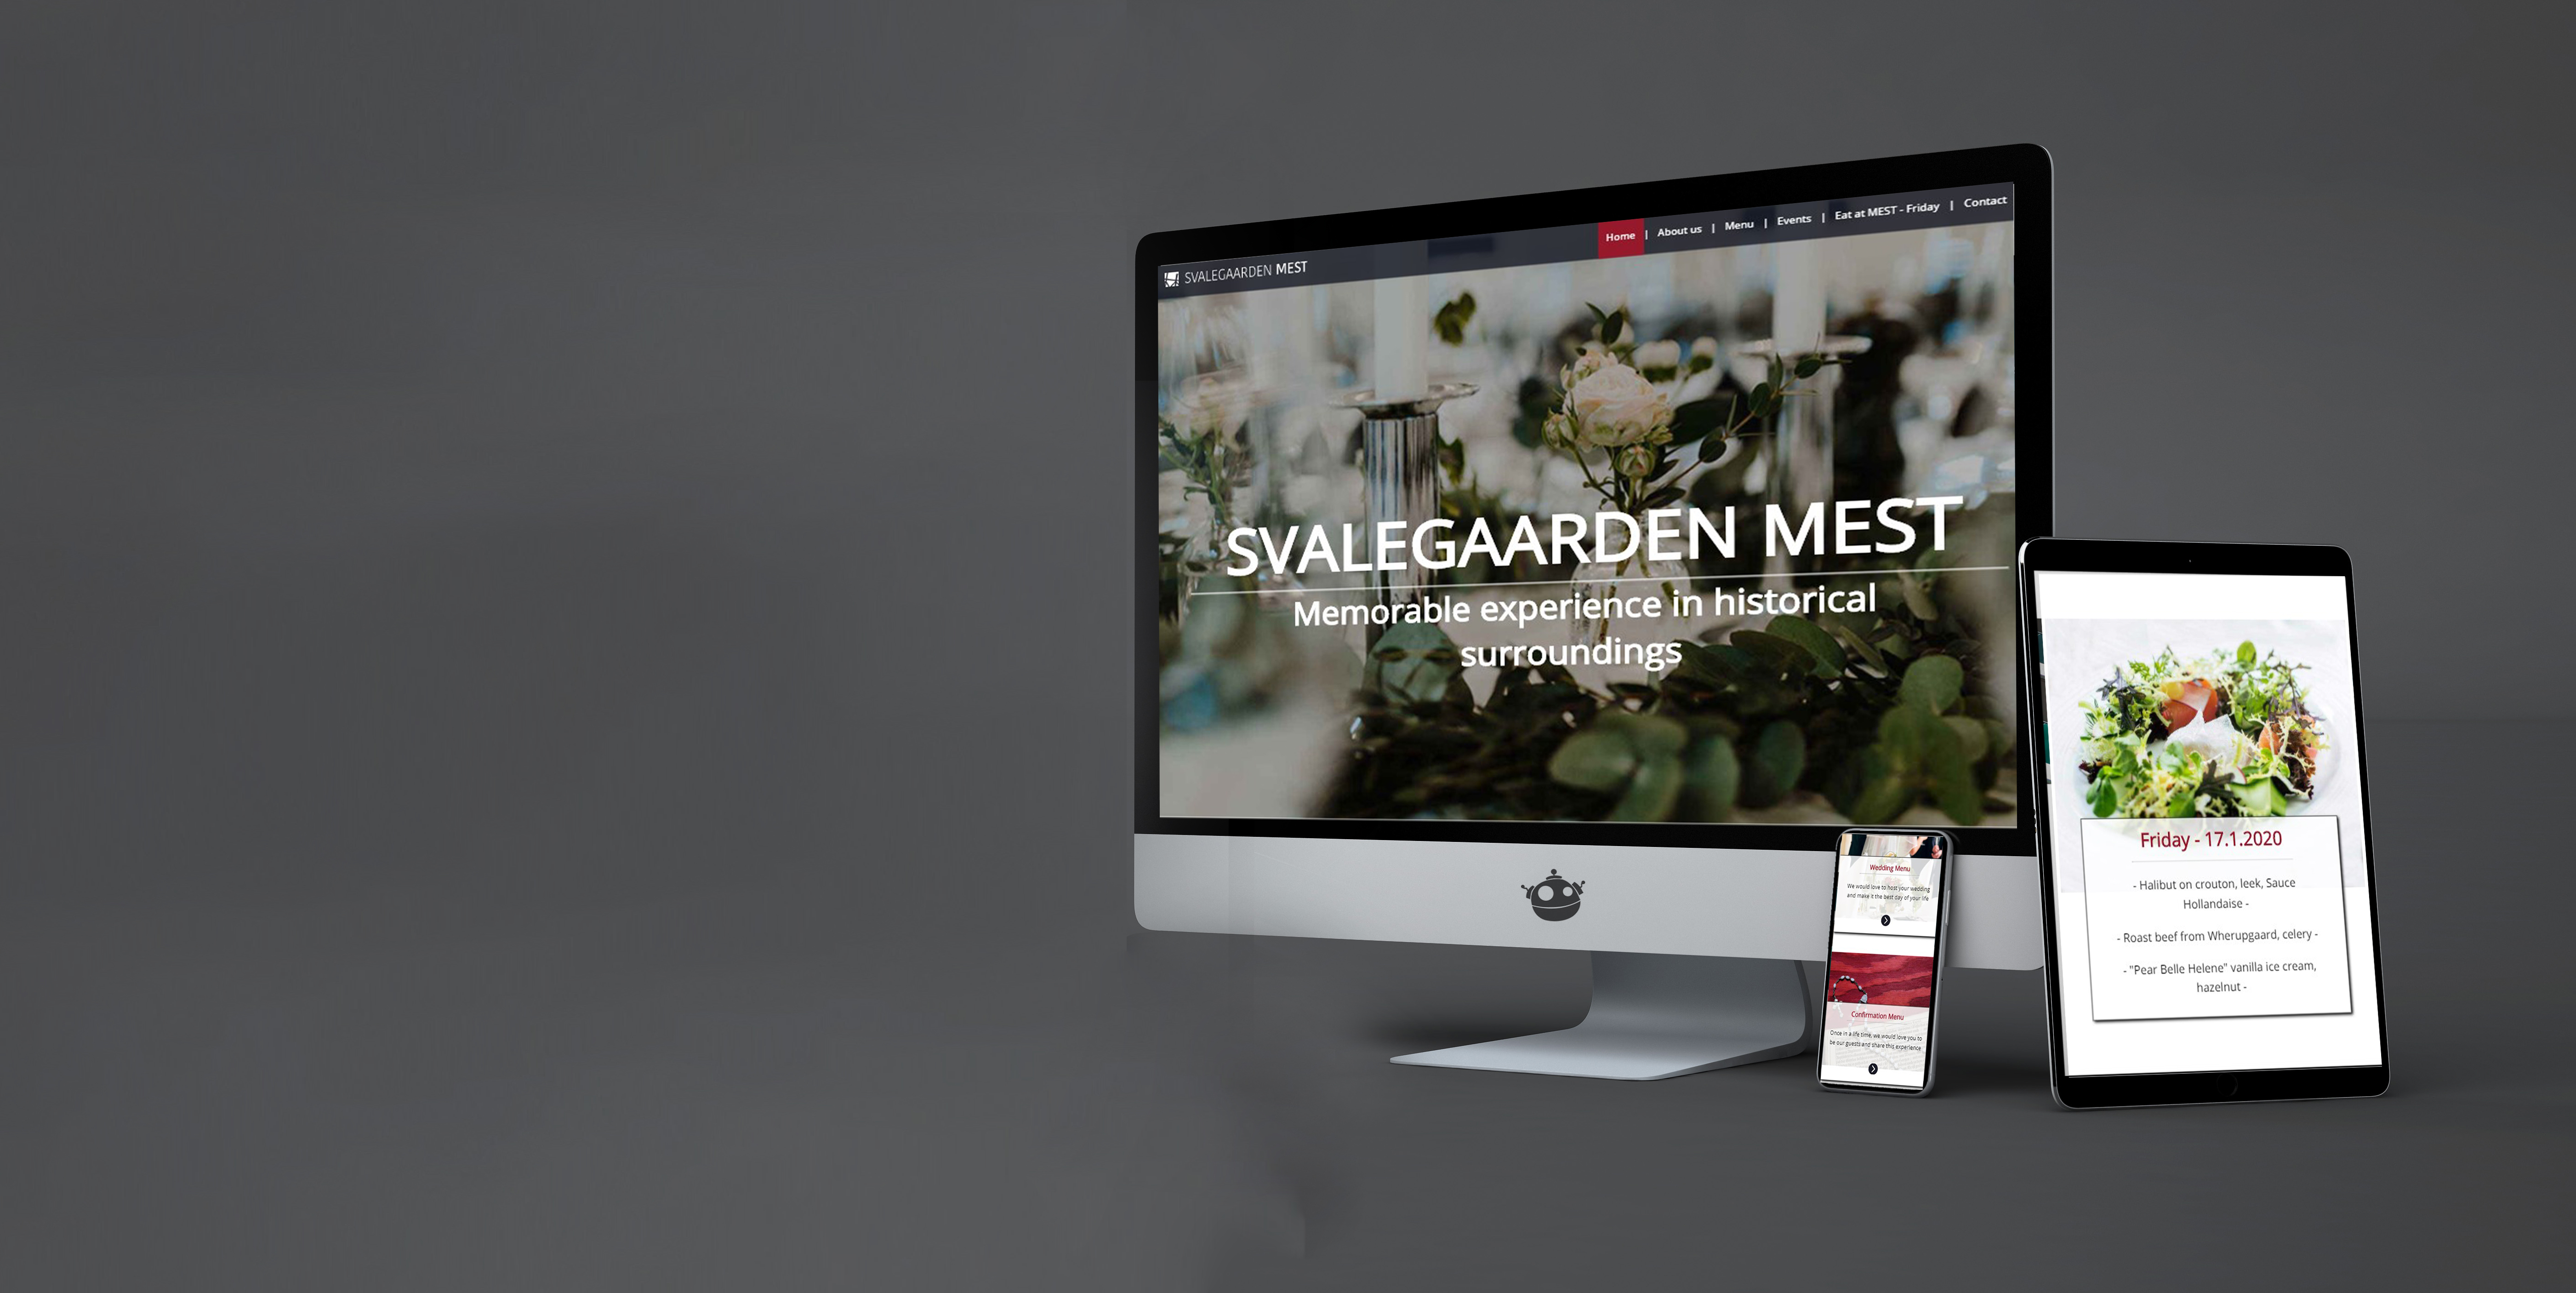 SVALEGAARDEN MEST
Home | About us | Menu | Events | Eat at MEST - Friday | Contact
SVALEGAARDEN MEST
Memorable experience in historical
surroundings
Wedding Menu
We would love to host your wedding
and make it the best day of your life
Confirmation Menu
Once in a life time, we would love you to
be our guests and share this experience
Friday - 17.1.2020
- Halibut on crouton, leek, Sauce
Hollandaise -
- Roast beef from Wherupgaard, celery -
- "Pear Belle Helene" vanilla ice cream,
hazelnut -